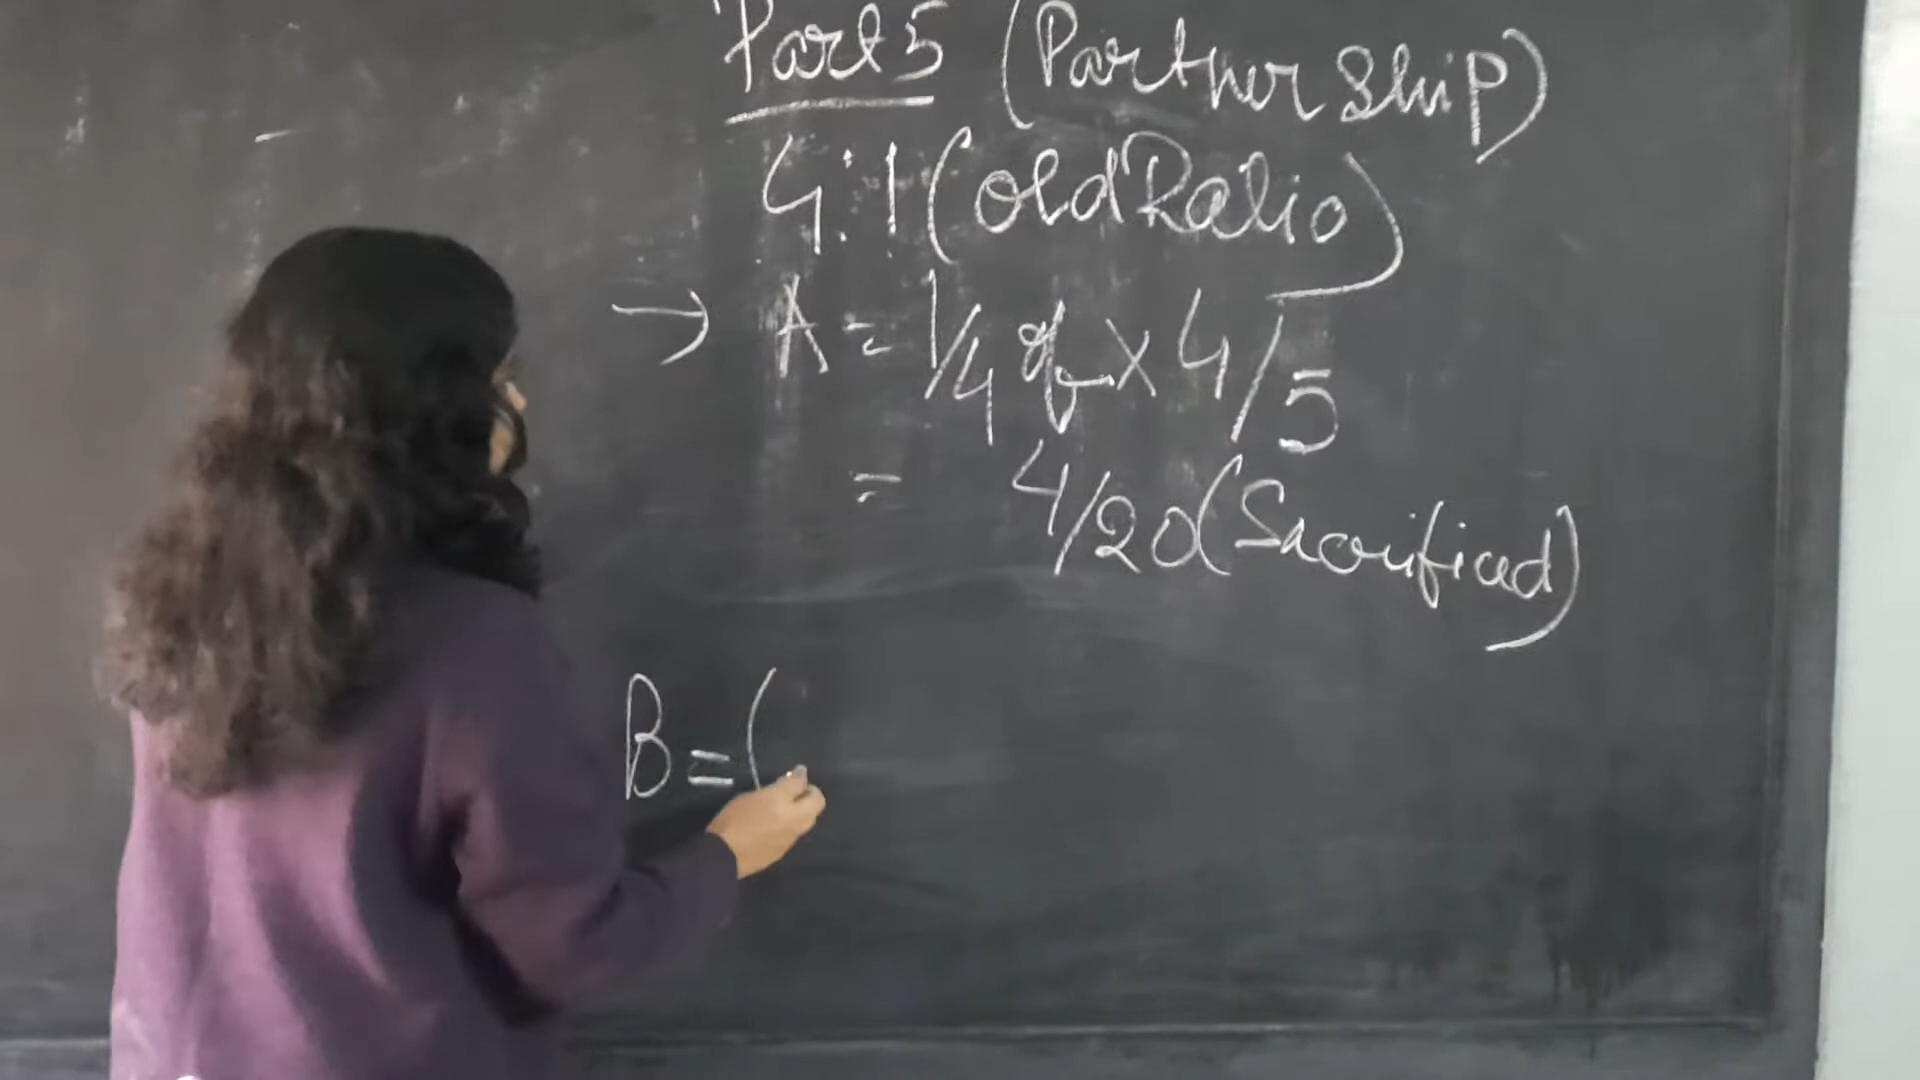 Part 5 (PartnerShiP)
4:1 (old Ratio)
→ A = 1/4 of x 4/5
= 4/20 (Sacrificed)
B = (